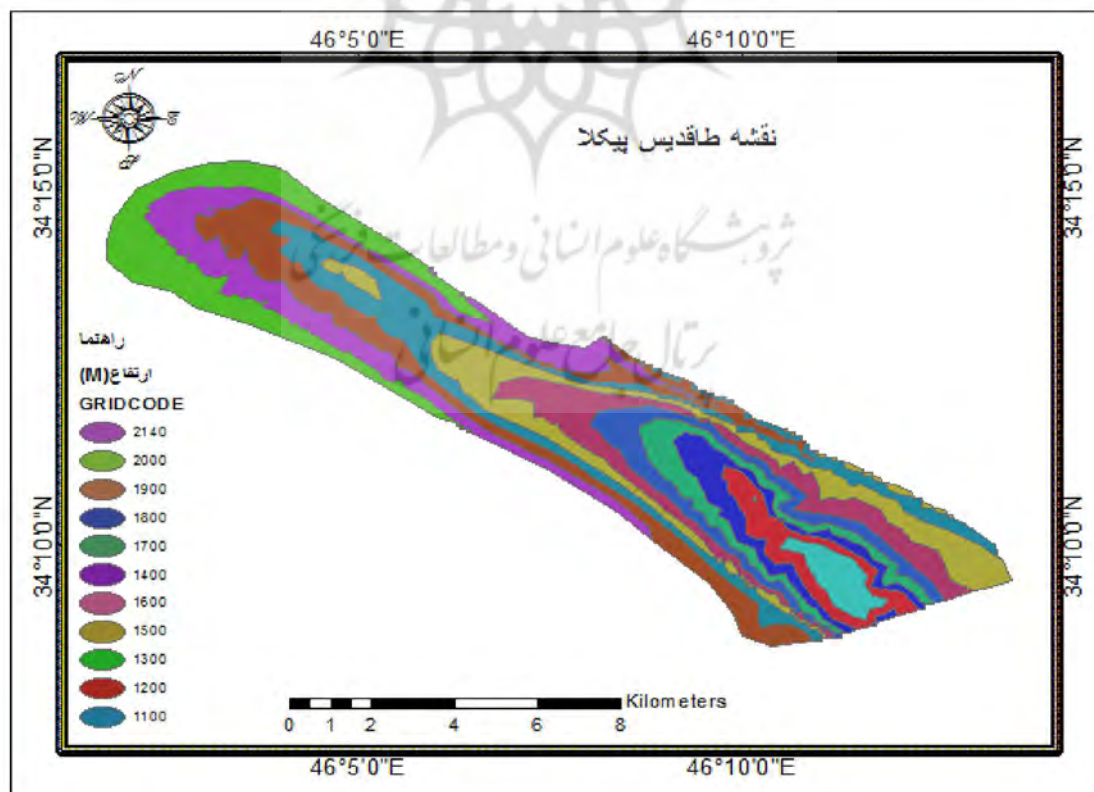 46°5'0"E 46°10'0"E
N
W E
S
نقشه طاقدیس پیکلا
34°15'0"N 34°15'0"N
پژوهشگاه علوم انسانی و مطالعات فرهنگی
پرتال جامع علوم انسانی
راهنما
ارتفاع(M)
GRIDCODE
2140
2000
1900
1800
1700
1400
1600
1500
1300
1200
1100
34°10'0"N 34°10'0"N
Kilometers
0 1 2 4 6 8
46°5'0"E 46°10'0"E